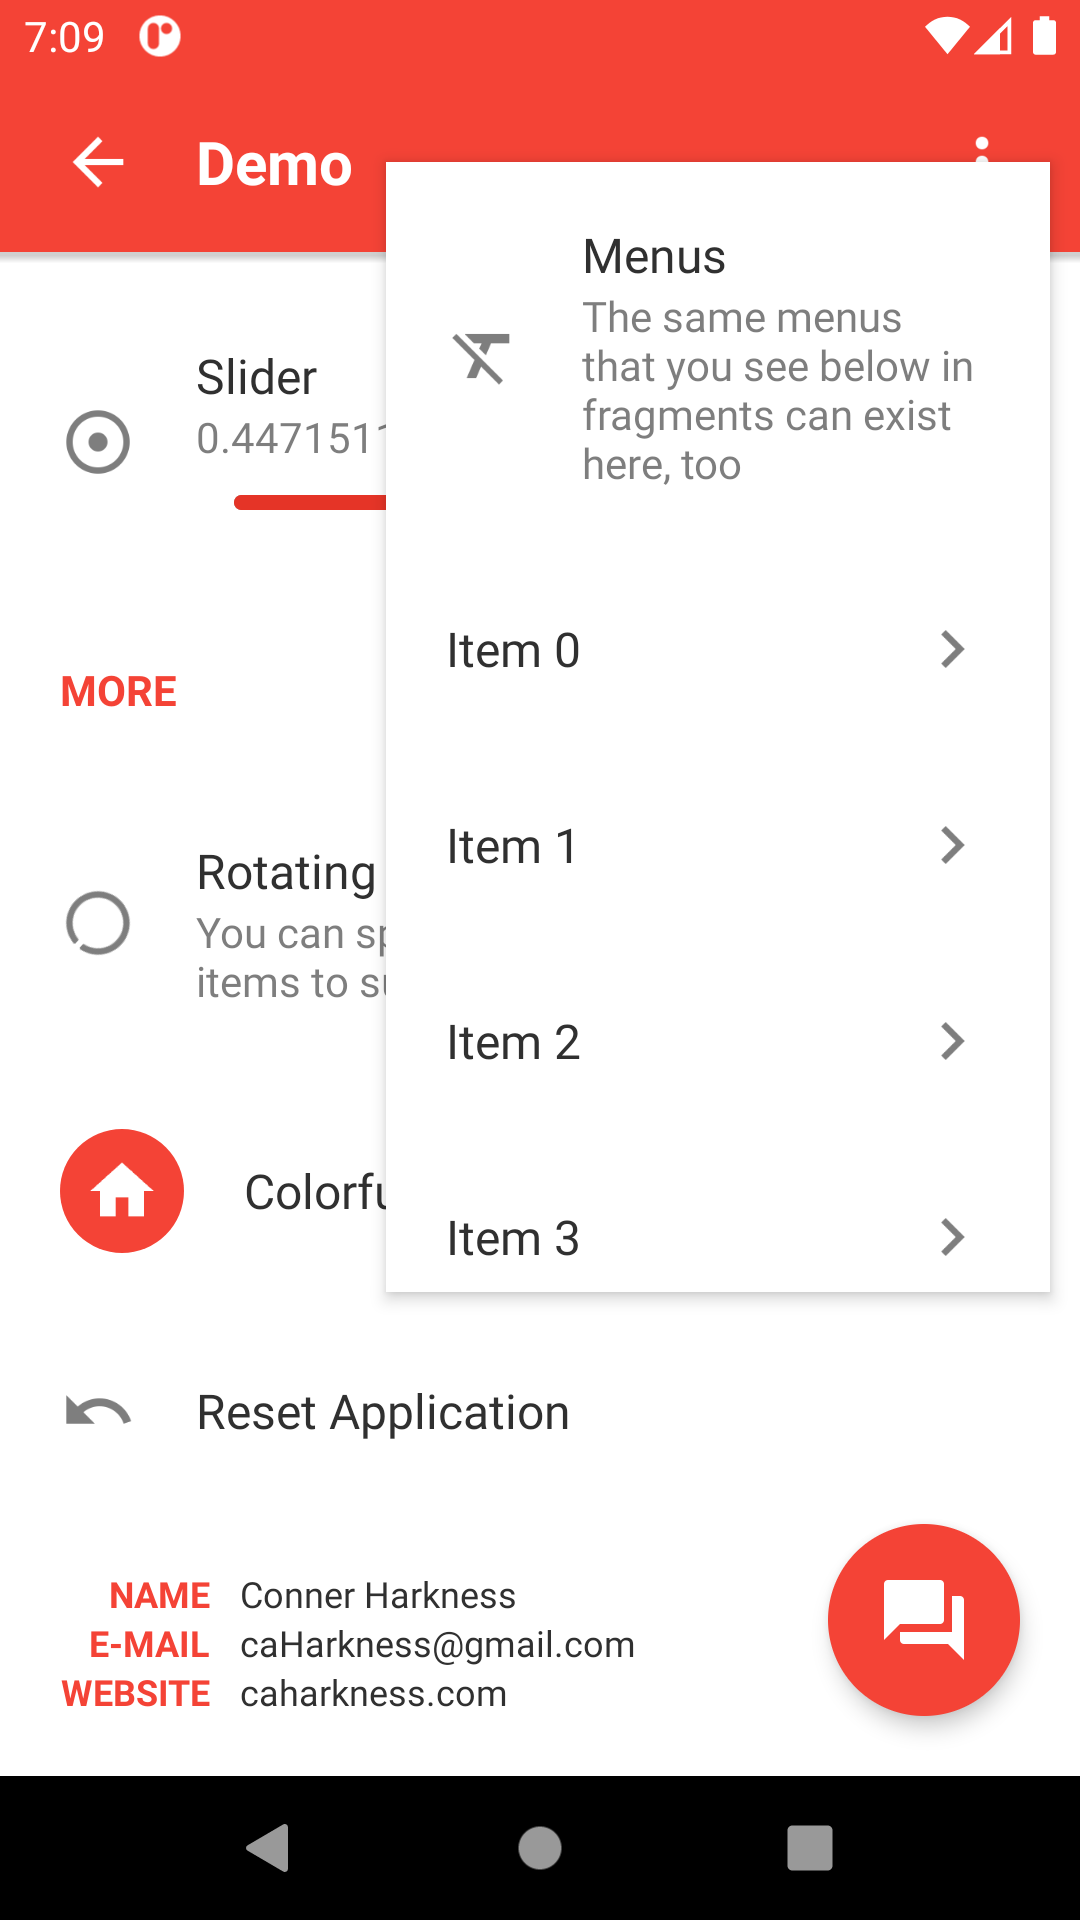 7:09
Demo
Menus
The same menus
that you see below in
fragments can exist
here, too
Slider
0.447151
Item 0
MORE
Item 1
Rotating
You can
items to
Item 2
Item 3
Reset Application
NAME Conner Harkness
E-MAIL caHarkness@gmail.com
WEBSITE caharkness.com